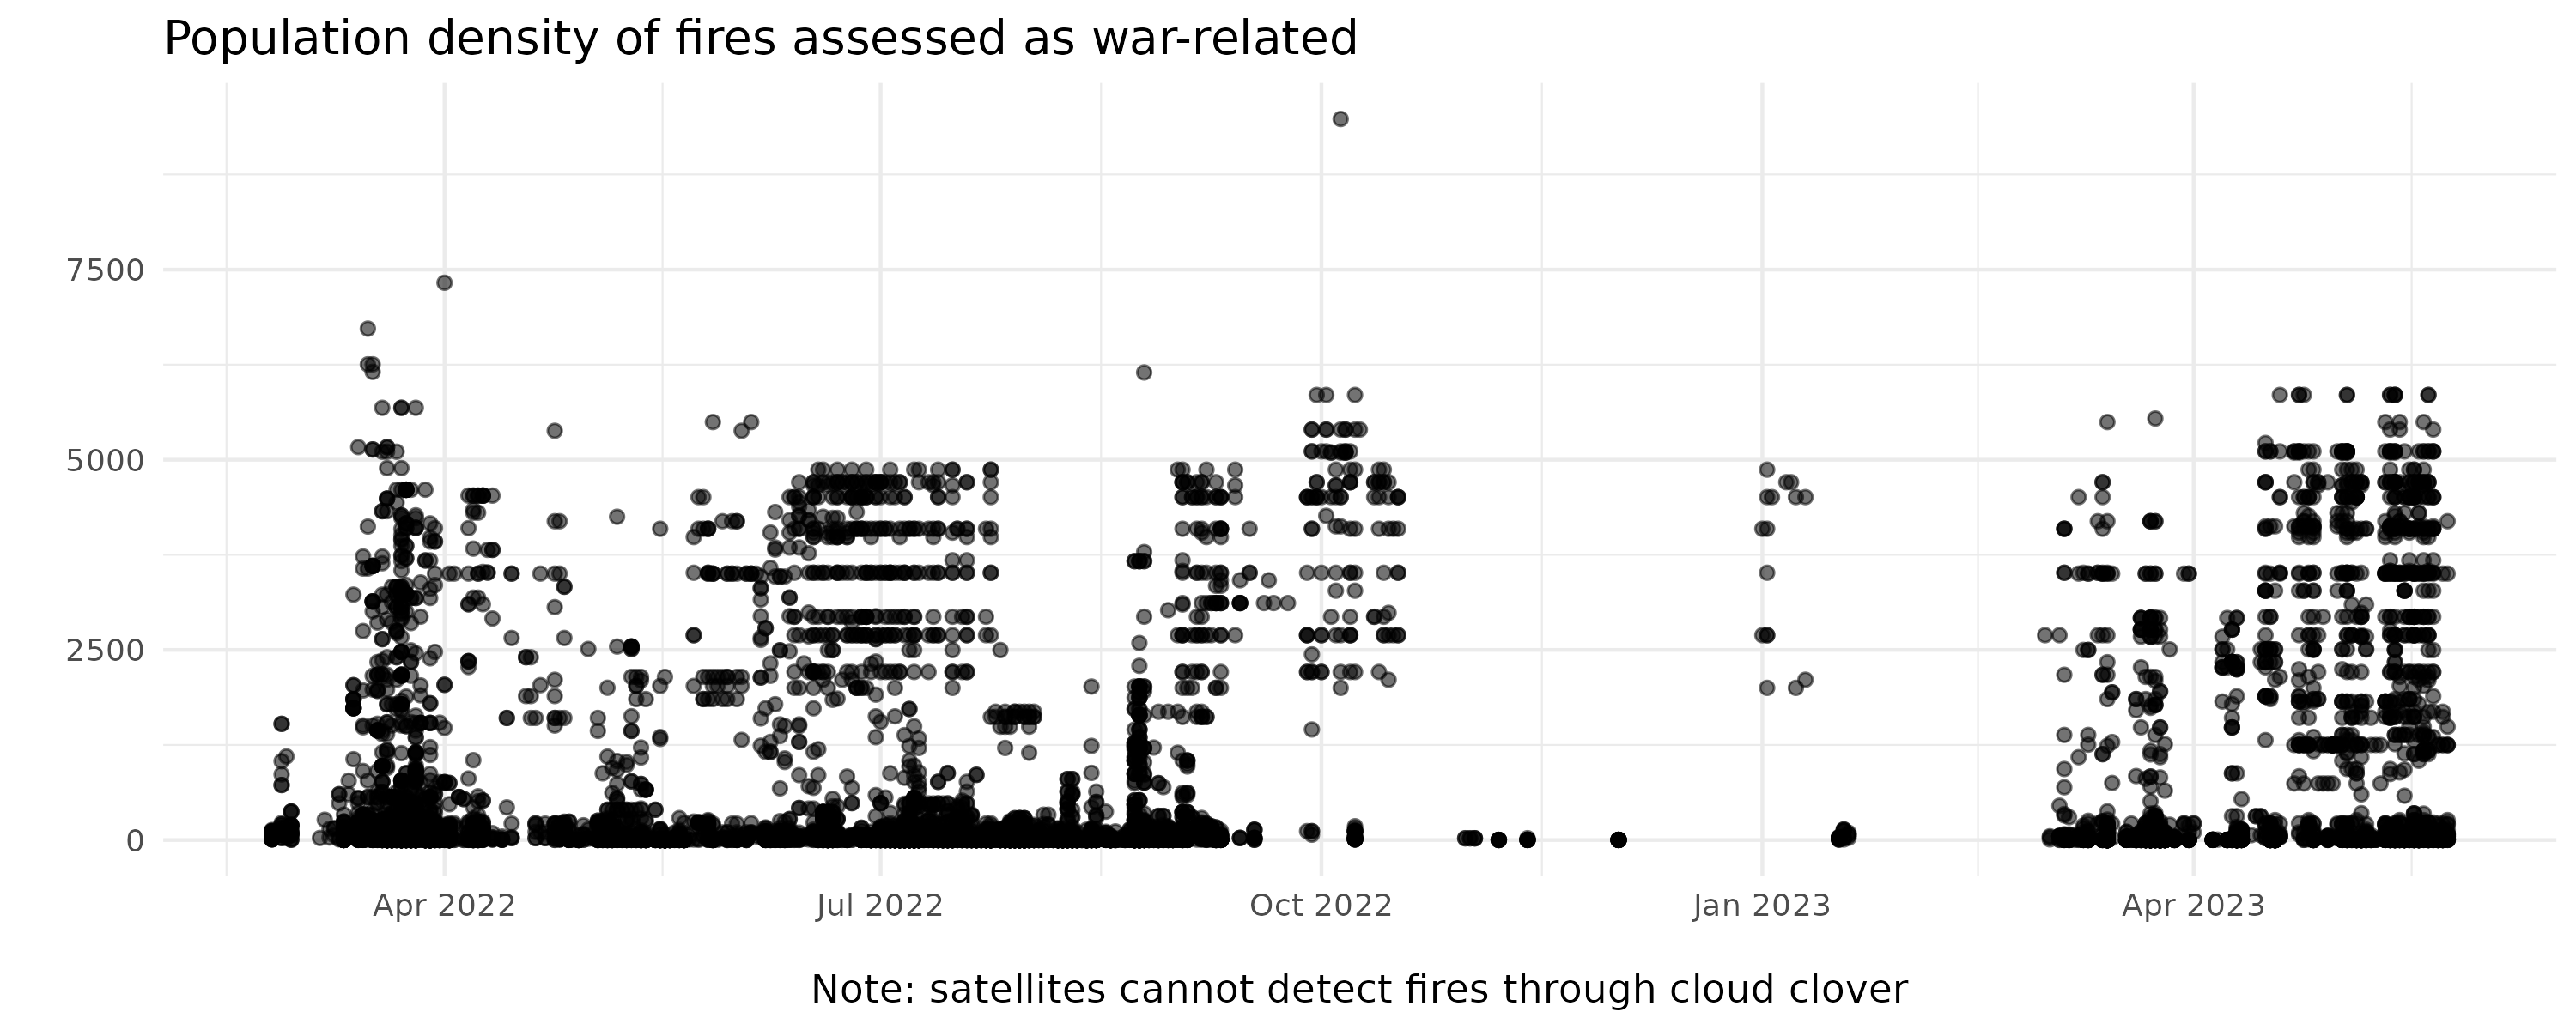 Population density of fires assessed as war-related
7500
5000
2500
0
Apr 2022 Jul 2022 Oct 2022 Jan 2023 Apr 2023
Note: satellites cannot detect fires through cloud clover